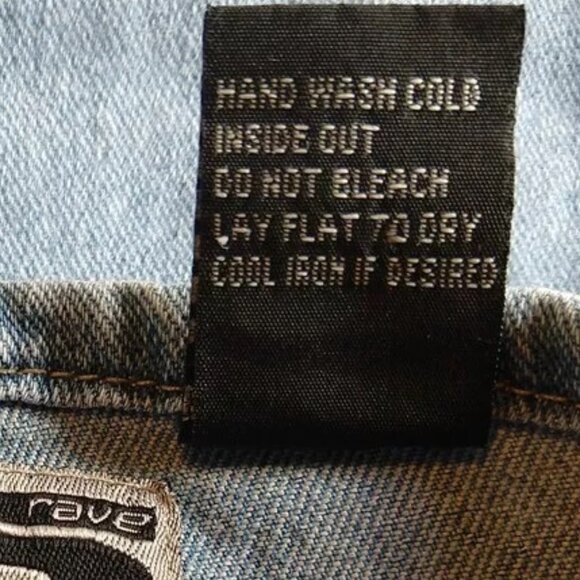 HAND WASH COLD
INSIDE OUT
DO NOT BLEACH
LAY FLAT TO DRY
COOL IRON IF DESIRED
rave